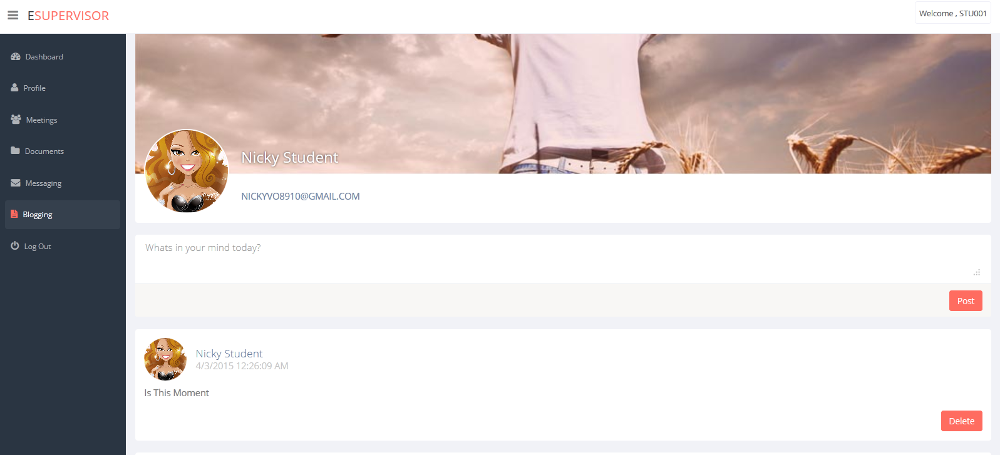 ESUPERVISOR
Welcome , STU001
Dashboard
Profile
Meetings
Documents
Messaging
Blogging
Log Out
Nicky Student
NICKYVO8910@GMAIL.COM
Whats in your mind today?
Post
Nicky Student
4/3/2015 12:26:09 AM
Is This Moment
Delete